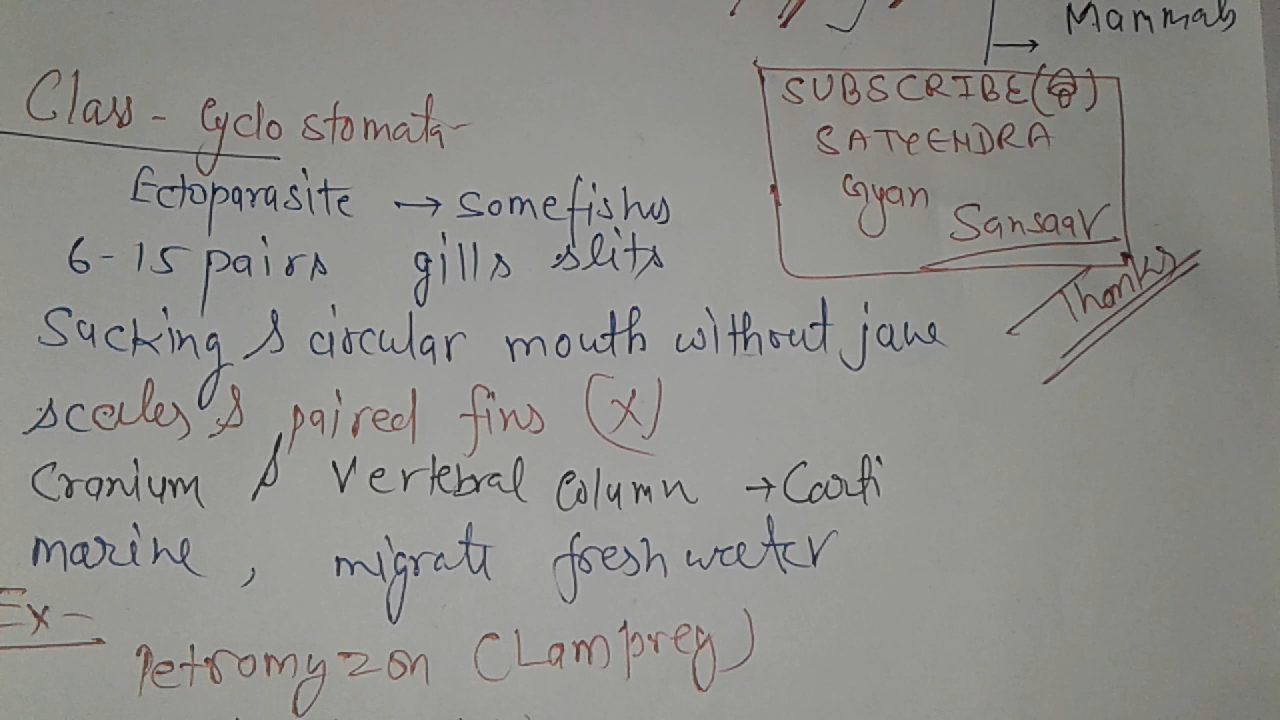 → Mammals
Class - Cyclostomata
SUBSCRIBE
SATYENDRA
Gyan
Sansaar
Thanks
Ectoparasite → some fishes
6-15 pairs gills slits
Sucking & circular mouth without jaw
scales & paired fins (X)
Cranium & Vertebral Column → Carti
marine, migrate fresh water
Ex-
Petromyzon (Lamprey)